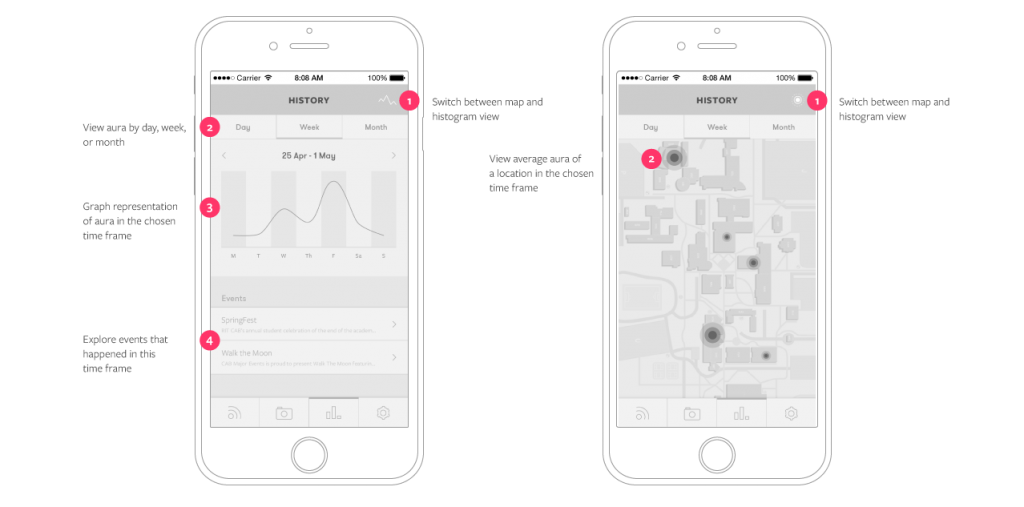 Carrier
8:08 AM
100%
HISTORY
1
Switch between map and
histogram view
View aura by day, week,
or month
2
Day
Week
Month
25 Apr - 1 May
Graph representation
of aura in the chosen
time frame
3
M T W Th F Sa S
Events
SpringFest
Explore events that
happened in this
time frame
4
Walk the Moon
Carrier
8:08 AM
100%
HISTORY
1
Switch between map and
histogram view
Day
Week
Month
View average aura of
a location in the chosen
time frame
2